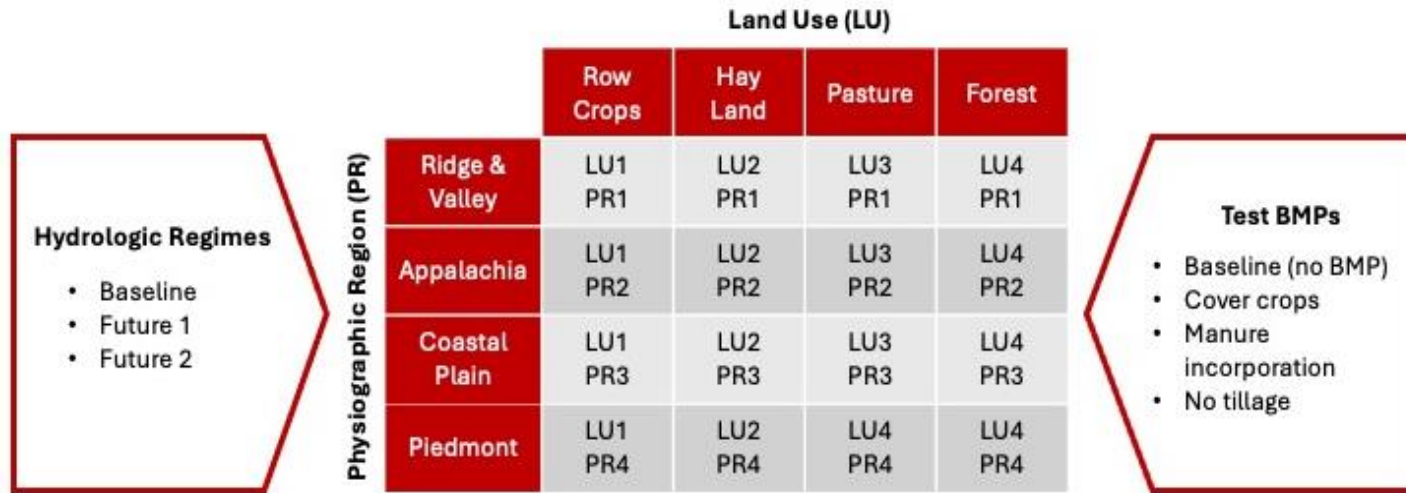 Land Use (LU)
Row
Crops
Hay
Land
Pasture
Forest
Hydrologic Regimes
• Baseline
• Future 1
• Future 2
Physiographic Region (PR)
Ridge &
Valley
LU1
PR1
LU2
PR1
LU3
PR1
LU4
PR1
Appalachia
LU1
PR2
LU2
PR2
LU3
PR2
LU4
PR2
Coastal
Plain
LU1
PR3
LU2
PR3
LU3
PR3
LU4
PR3
Piedmont
LU1
PR4
LU2
PR4
LU4
PR4
LU4
PR4
Test BMPs
• Baseline (no BMP)
• Cover crops
• Manure
incorporation
• No tillage